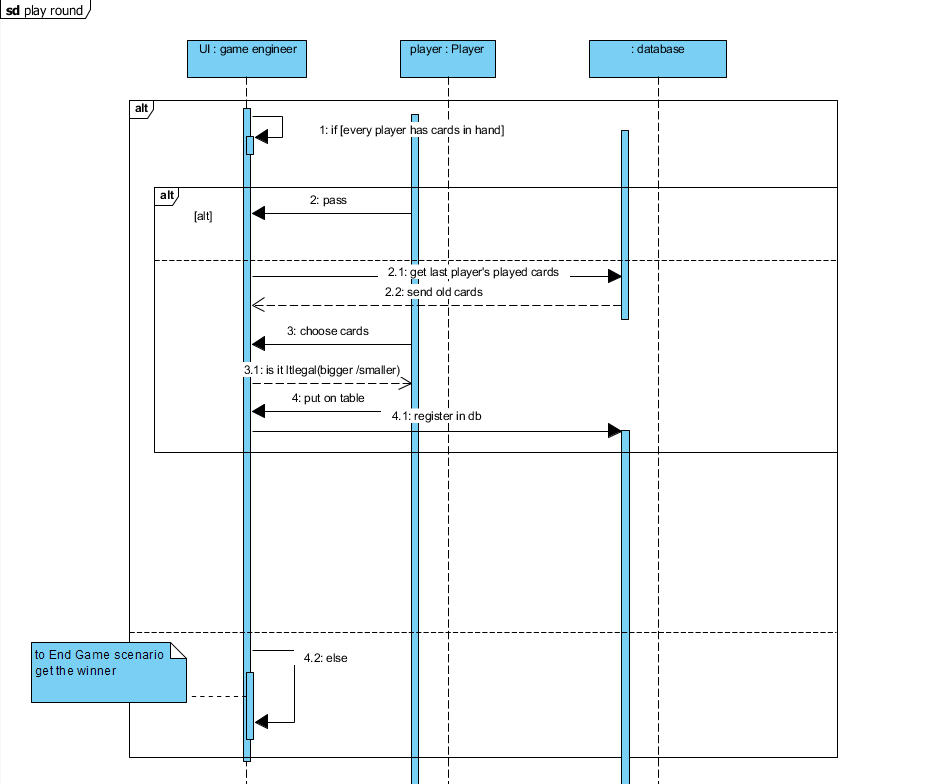 sd play round
UI : game engineer
player : Player
: database
alt
1: if [every player has cards in hand]
alt
2: pass
[alt]
2.1: get last player's played cards
2.2: send old cards
3: choose cards
3.1: is it ltlegal(bigger /smaller)
4: put on table
4.1: register in db
to End Game scenario
get the winner
4.2: else